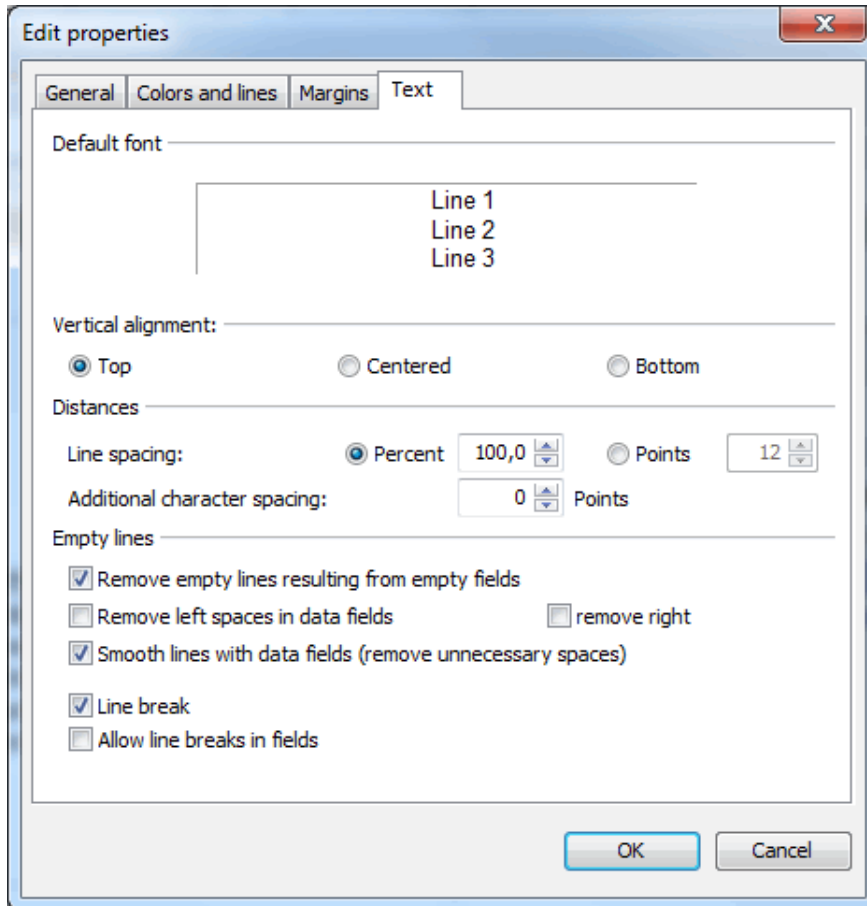 Edit properties
General Colors and lines Margins Text
Default font
Line 1
Line 2
Line 3
Vertical alignment:
Top Centered Bottom
Distances
Line spacing: Percent 100,0 Points 12
Additional character spacing: 0 Points
Empty lines
Remove empty lines resulting from empty fields
Remove left spaces in data fields remove right
Smooth lines with data fields (remove unnecessary spaces)
Line break
Allow line breaks in fields
OK Cancel